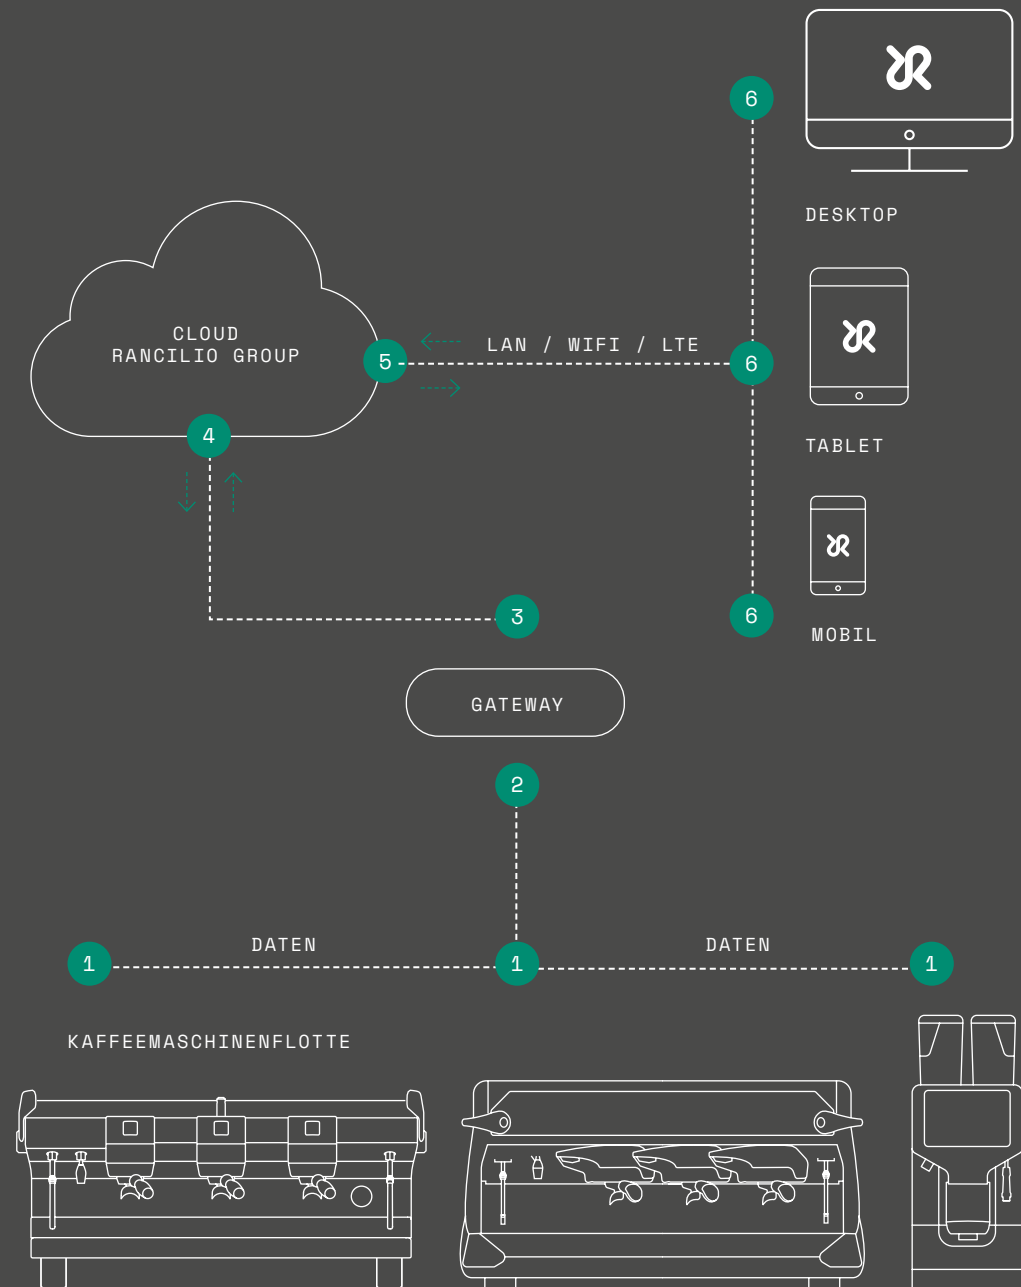 6
DESKTOP
CLOUD
RANCILIO GROUP
5
LAN / WIFI / LTE
6
4
TABLET
3
6
MOBIL
GATEWAY
2
DATEN
DATEN
1
1
1
KAFFEEMASCHINENFLOTTE